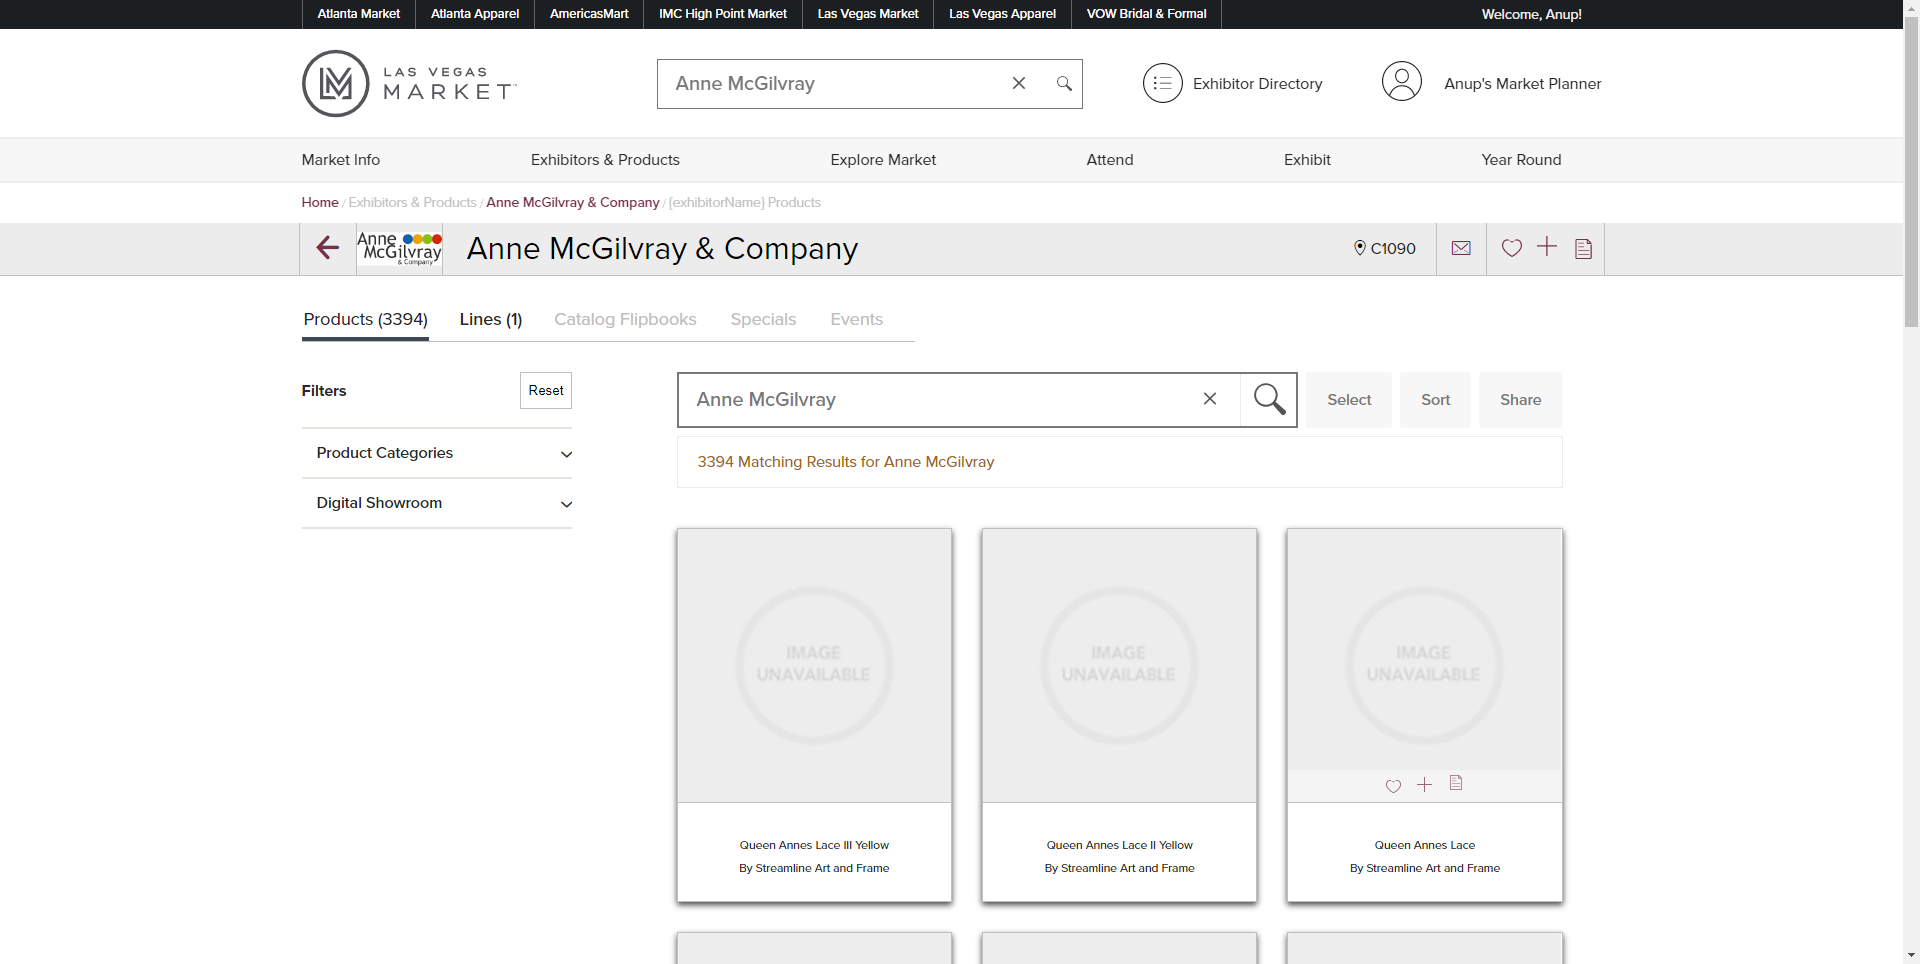 Atlanta Market Atlanta Apparel AmericasMart IMC High Point Market Las Vegas Market Las Vegas Apparel VOW Bridal & Formal Welcome, Anup!
LAS VEGAS
MARKET
Anne McGilvray
Exhibitor Directory
Anup's Market Planner
Market Info Exhibitors & Products Explore Market Attend Exhibit Year Round
Home / Exhibitors & Products / Anne McGilvray & Company / [exhibitorName] Products
Anne
McGilvray
& Company
Anne McGilvray & Company
C1090
Products (3394) Lines (1) Catalog Flipbooks Specials Events
Filters Reset
Product Categories
Digital Showroom
Anne McGilvray
Select Sort Share
3394 Matching Results for Anne McGilvray
IMAGE
UNAVAILABLE
Queen Annes Lace III Yellow
By Streamline Art and Frame
IMAGE
UNAVAILABLE
Queen Annes Lace II Yellow
By Streamline Art and Frame
IMAGE
UNAVAILABLE
Queen Annes Lace
By Streamline Art and Frame